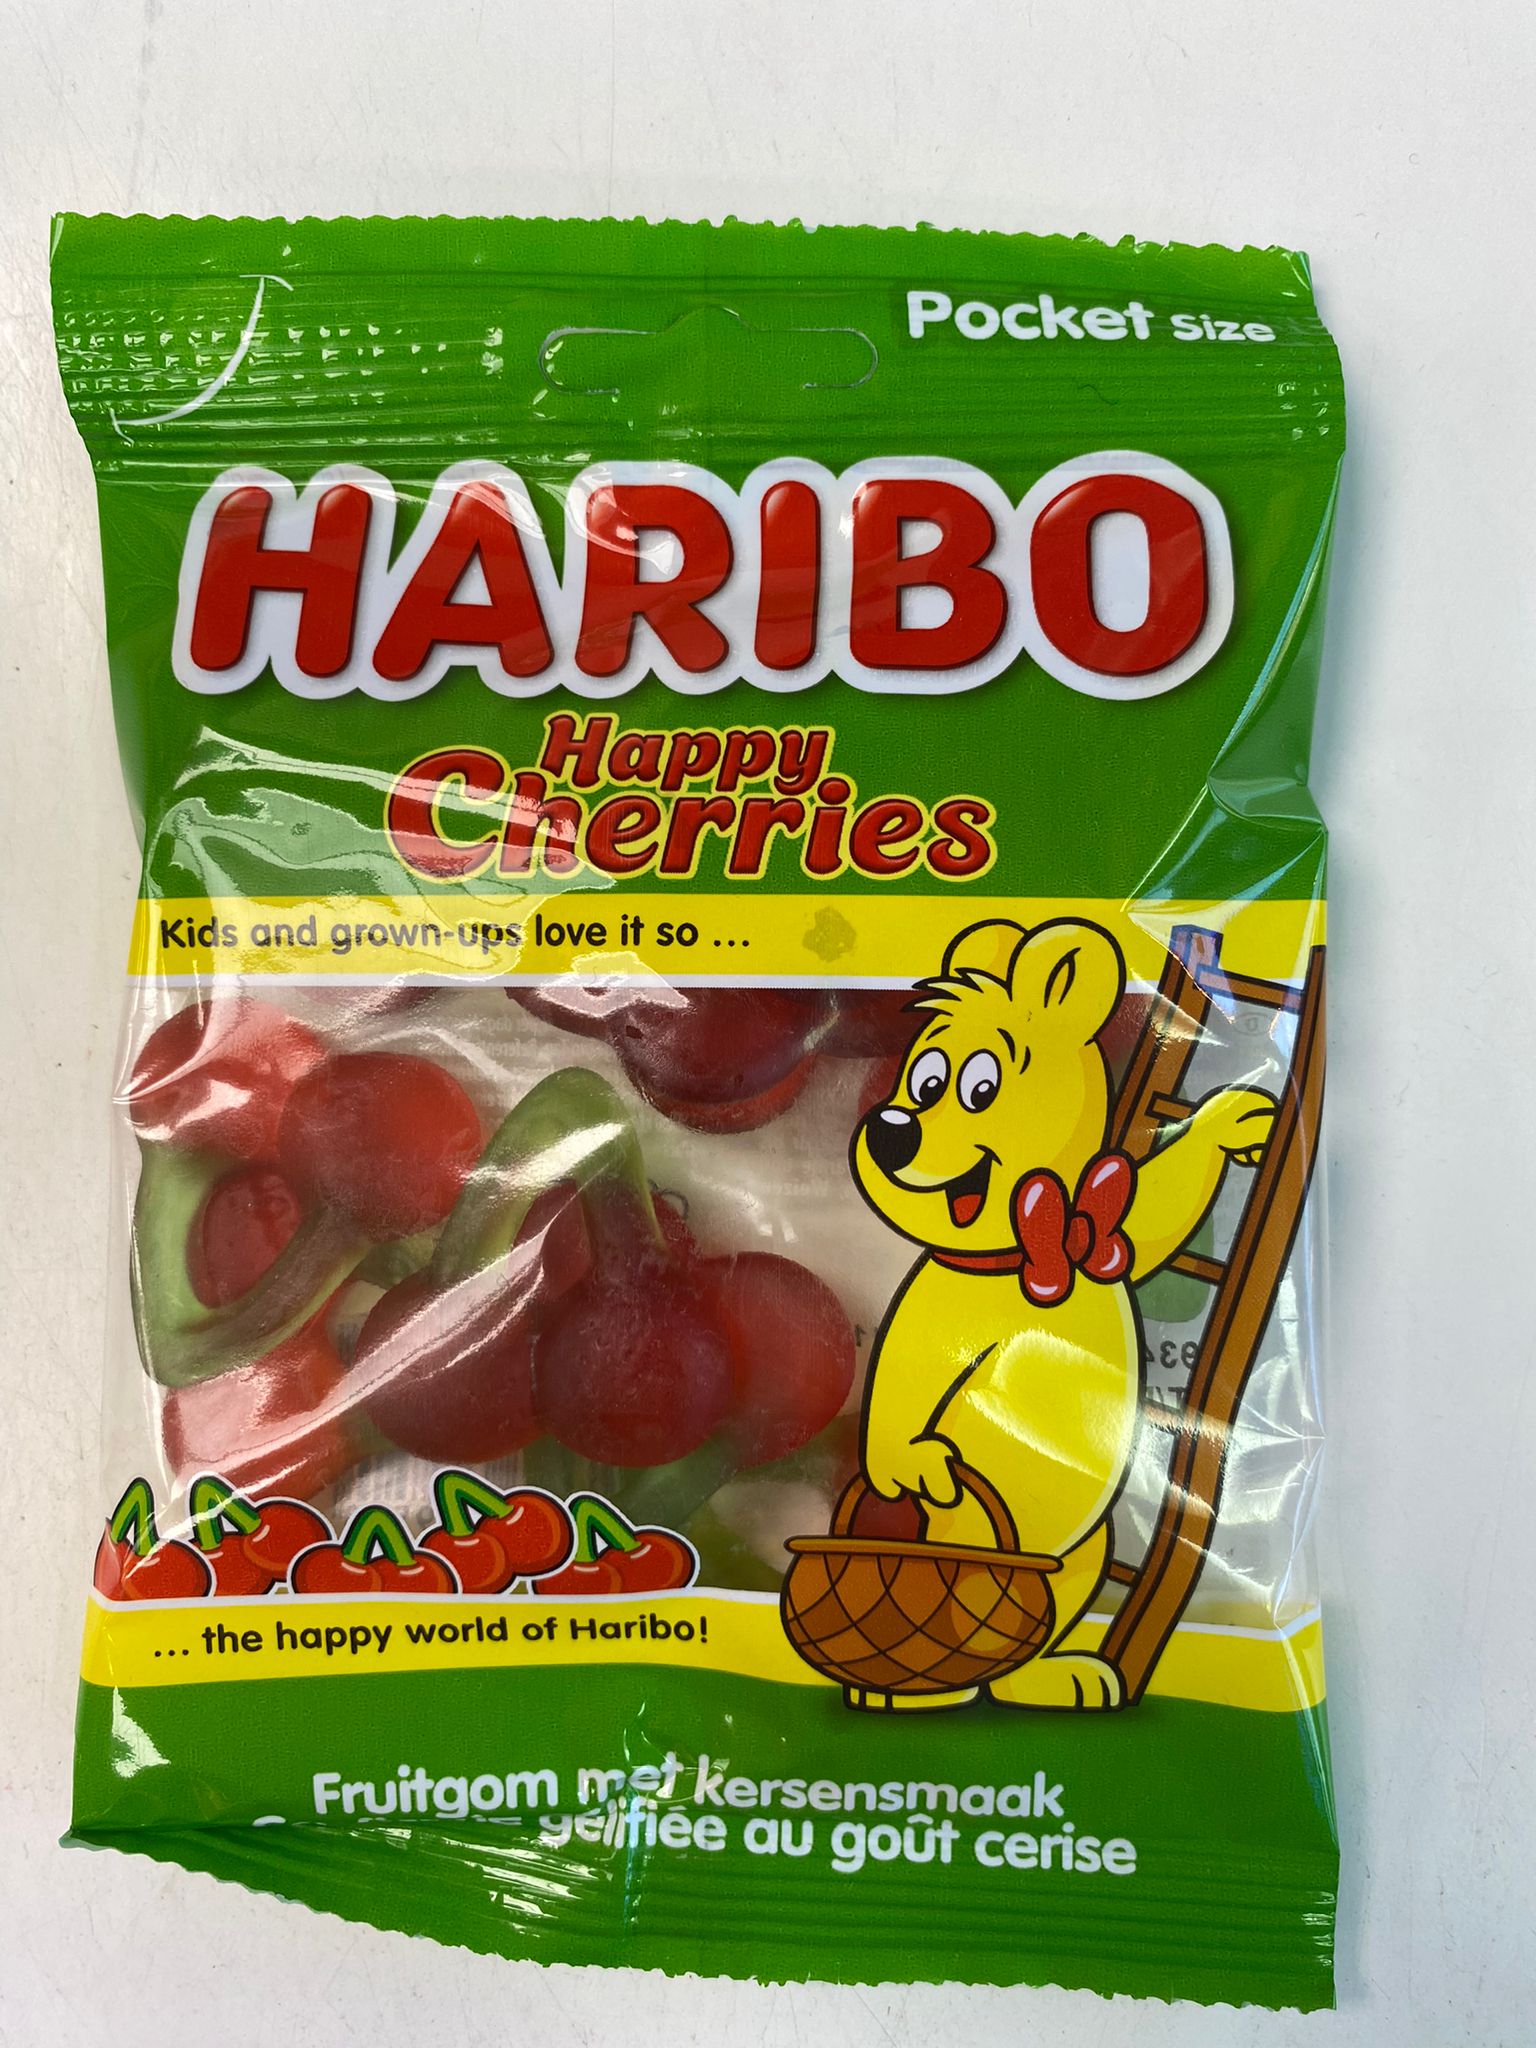 Pocket Size
HARIBO
Happy
Cherries
Kids and grown-ups love it so ...
... the happy world of Haribo!
Fruitgom met kersensmaak
gélifiée au goût cerise